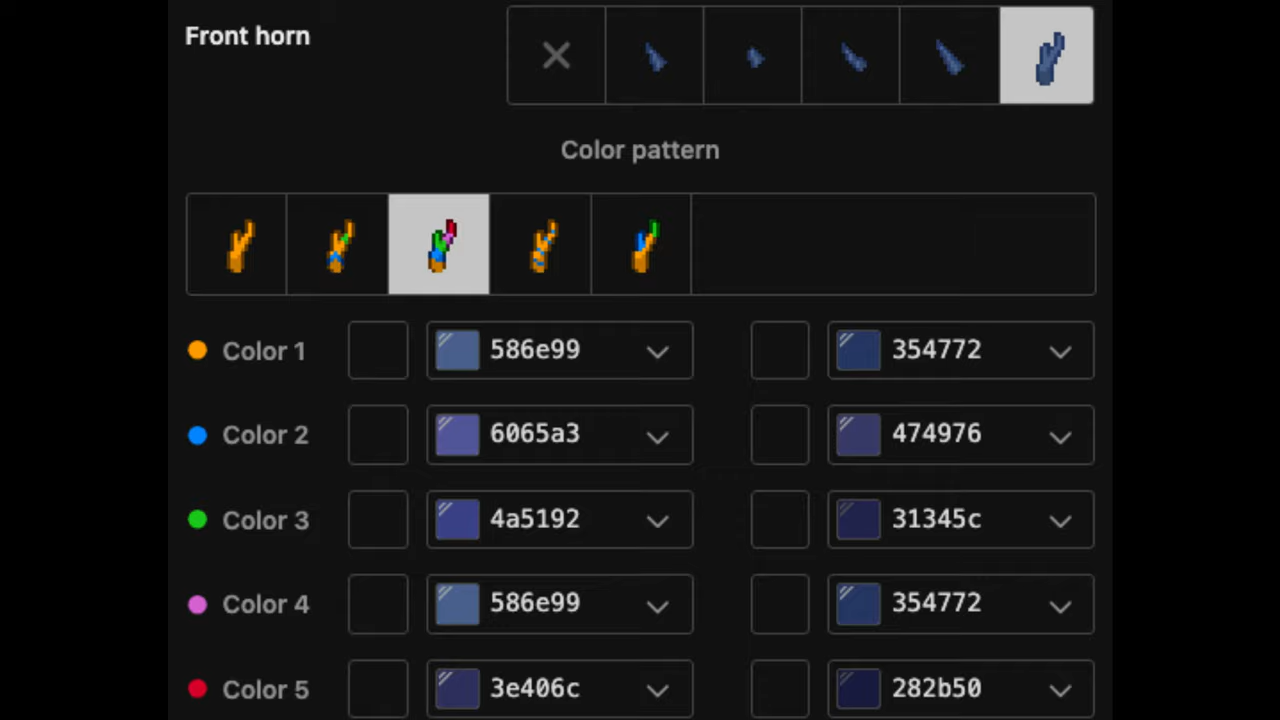 Front horn
Color pattern
Color 1 586e99 354772
Color 2 6065a3 474976
Color 3 4a5192 31345c
Color 4 586e99 354772
Color 5 3e406c 282b50